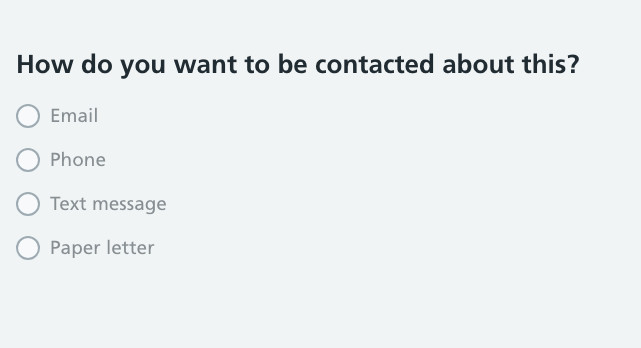 How do you want to be contacted about this?
Email
Phone
Text message
Paper letter